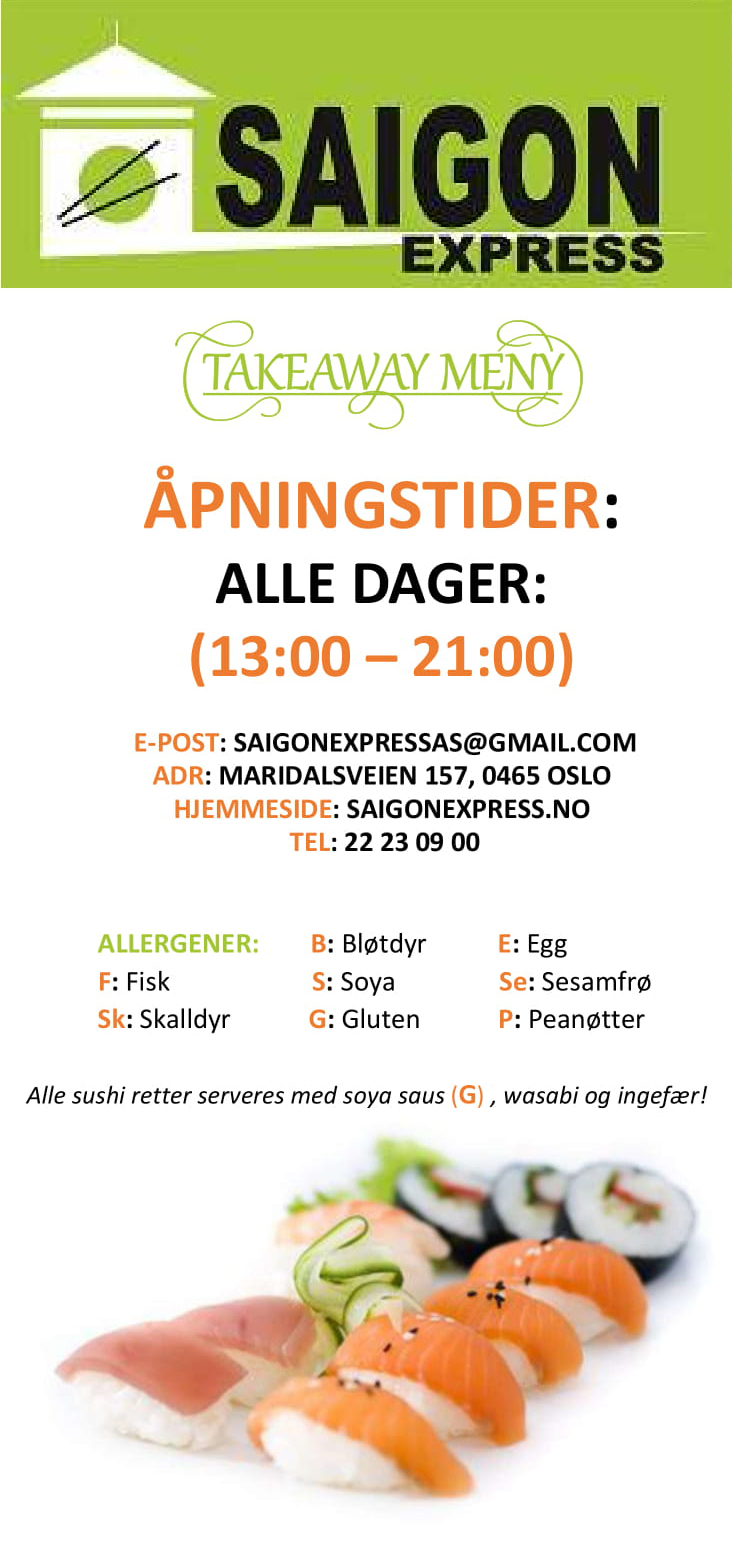 SAIGON
EXPRESS
TAKEAWAY MENY
ÅPNINGSTIDER:
ALLE DAGER:
(13:00 – 21:00)
E-POST: SAIGONEXPRESSAS@GMAIL.COM
ADR: MARIDALSVEIEN 157, 0465 OSLO
HJEMMESIDE: SAIGONEXPRESS.NO
TEL: 22 23 09 00
ALLERGENER: B: Bløtdyr E: Egg
F: Fisk S: Soya Se: Sesamfrø
Sk: Skalldyr G: Gluten P: Peanøtter
Alle sushi retter serveres med soya saus (G) , wasabi og ingefær!